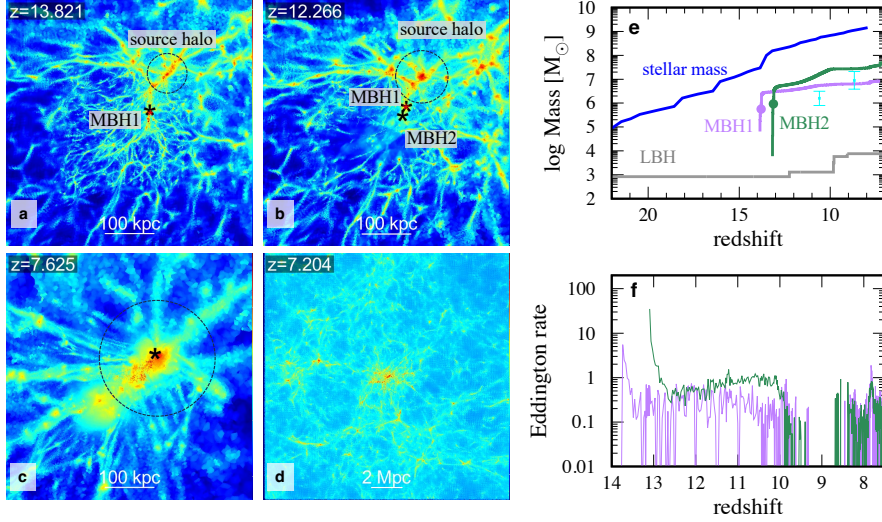 z=13.821
source halo
MBH1
*
a
100 kpc
z=12.266
source halo
MBH1
*
*
MBH2
b
100 kpc
z=7.625
*
c
100 kpc
z=7.204
d
2 Mpc
e
log Mass [M⊙]
10
9
8
7
6
5
4
3
2
stellar mass
MBH1
MBH2
LBH
20
15
10
redshift
f
Eddington rate
100
10
1
0.1
0.01
14
13
12
11
10
9
8
redshift